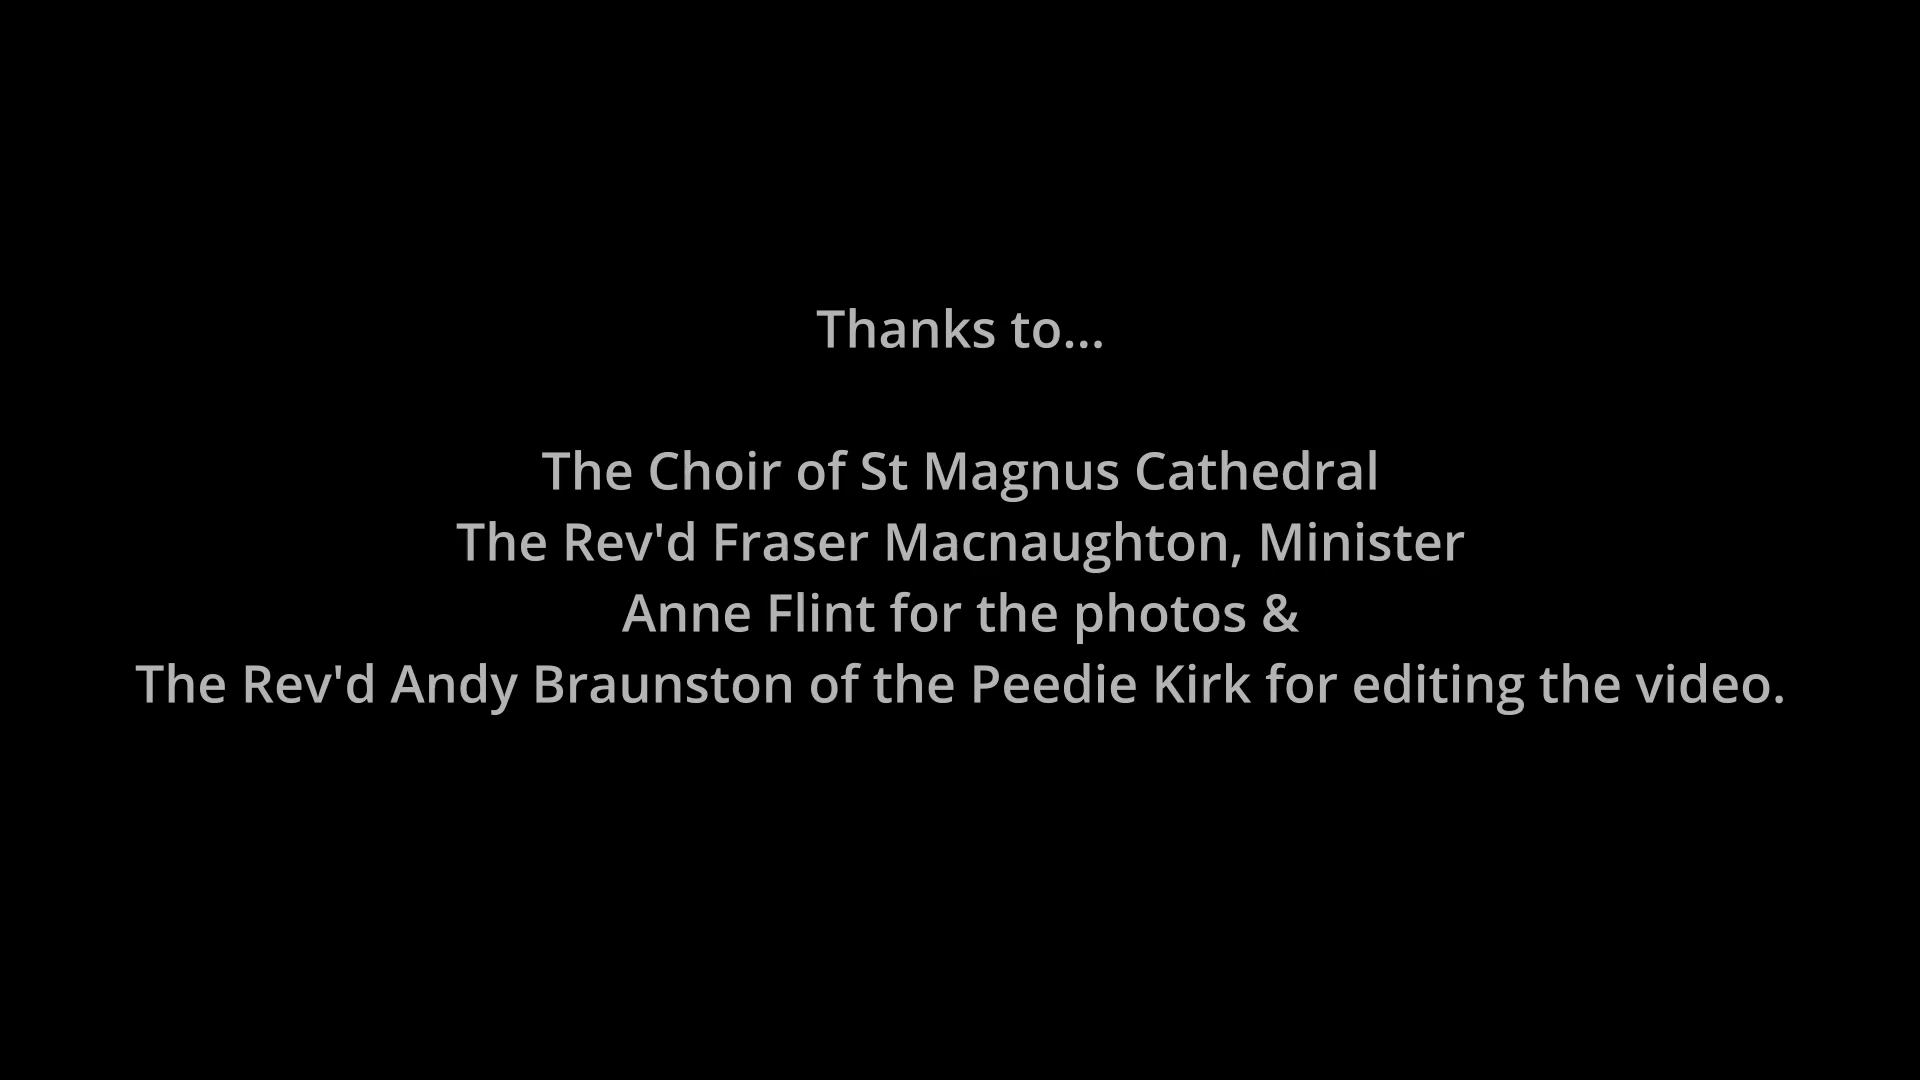 Thanks to...
The Choir of St Magnus Cathedral
The Rev'd Fraser Macnaughton, Minister
Anne Flint for the photos &
The Rev'd Andy Braunston of the Peedie Kirk for editing the video.